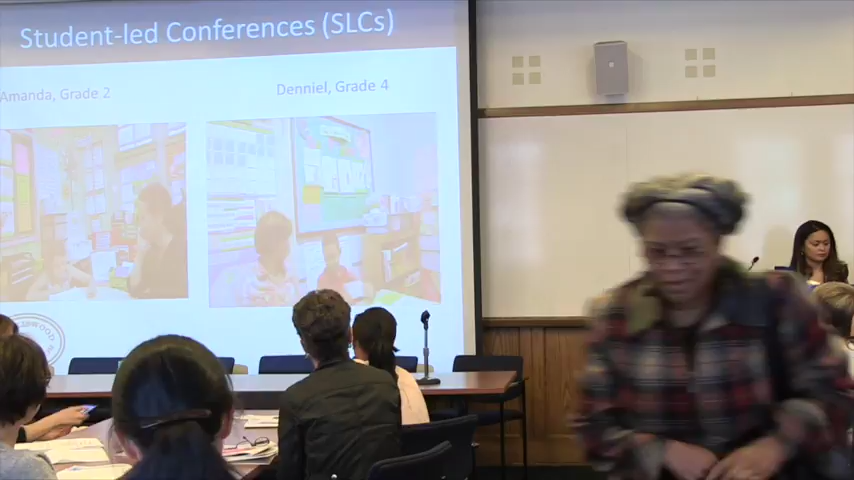 Student-led Conferences (SLCs)
Amanda, Grade 2
Denniel, Grade 4